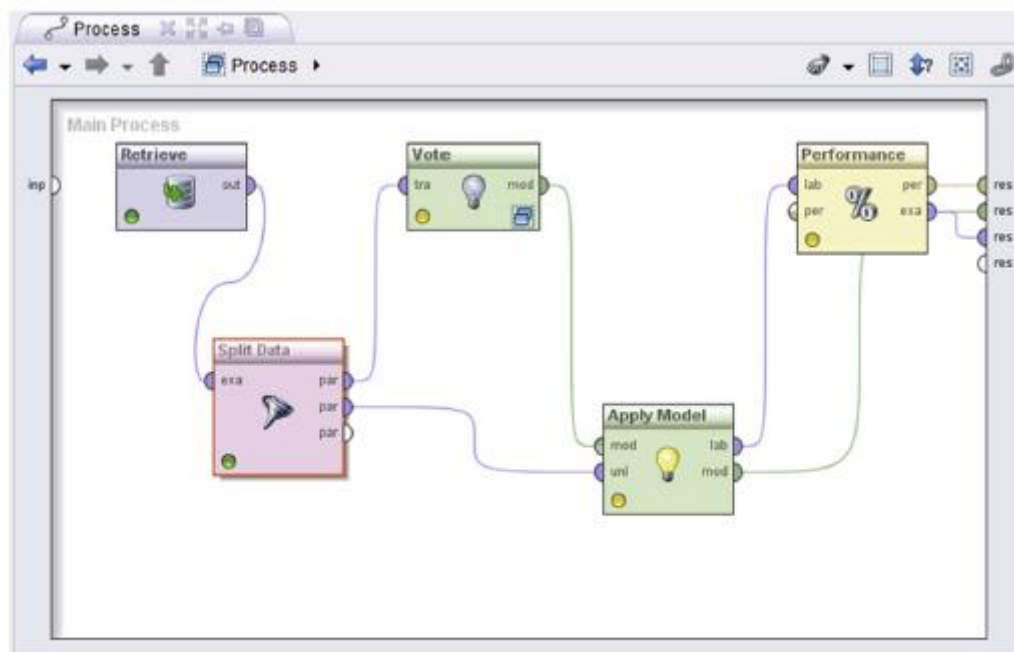 Process
Process
Main Process
inp
Retrieve
out
Vote
tra
mod
Performance
lab
per
per
exa
res
res
res
res
Split Data
exa
par
par
par
Apply Model
mod
lab
unl
mod